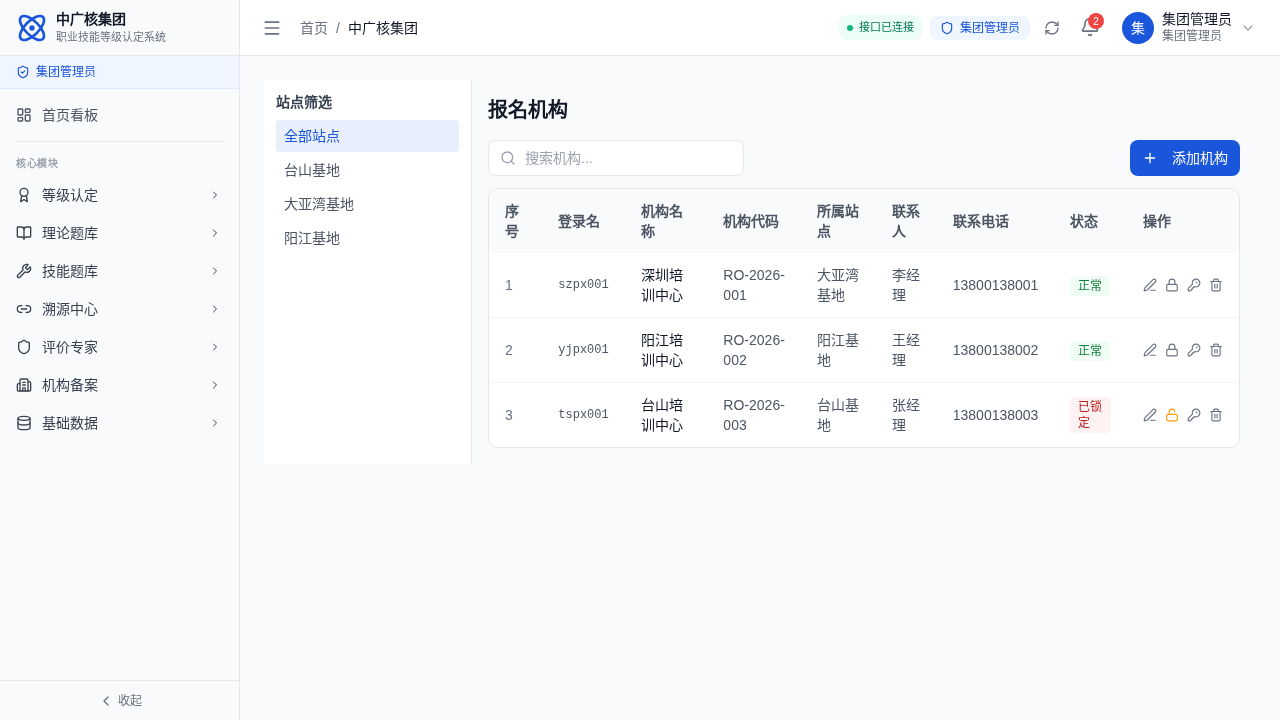 中广核集团
职业技能等级认定系统
集团管理员
首页看板
核心模块
等级认定
理论题库
技能题库
溯源中心
评价专家
机构备案
基础数据
收起
首页 / 中广核集团
接口已连接
集团管理员
2
集
集团管理员
集团管理员
站点筛选
全部站点
台山基地
大亚湾基地
阳江基地
报名机构
搜索机构...
添加机构
序号 登录名 机构名称 机构代码 所属站点 联系人 联系电话 状态 操作
1 szpx001 深圳培训中心 RO-2026-001 大亚湾基地 李经理 13800138001 正常
2 yjpx001 阳江培训中心 RO-2026-002 阳江基地 王经理 13800138002 正常
3 tspx001 台山培训中心 RO-2026-003 台山基地 张经理 13800138003 已锁定